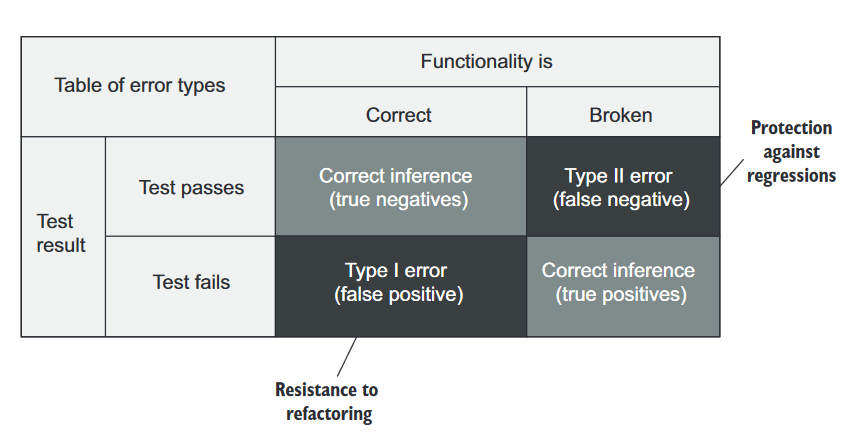 Table of error types
Functionality is
Correct
Broken
Test
result
Test passes
Correct inference
(true negatives)
Type II error
(false negative)
Protection
against
regressions
Test fails
Type I error
(false positive)
Correct inference
(true positives)
Resistance to
refactoring